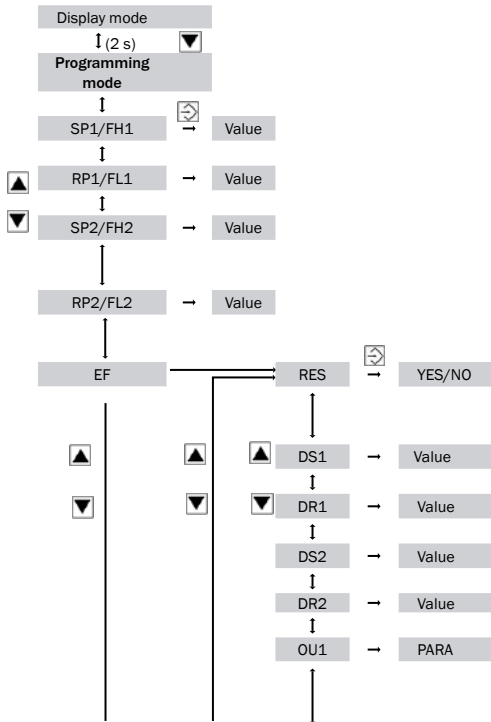 Display mode
(2 s)
Programming
mode
SP1/FH1 → Value
RP1/FL1 → Value
SP2/FH2 → Value
RP2/FL2 → Value
EF
RES → YES/NO
DS1 → Value
DR1 → Value
DS2 → Value
DR2 → Value
OU1 → PARA